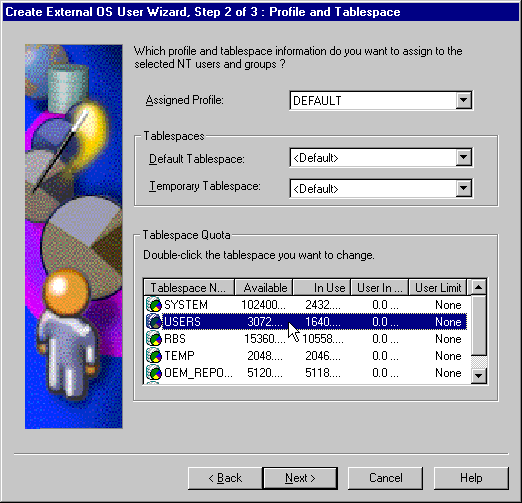 Create External OS User Wizard, Step 2 of 3 : Profile and Tablespace
Which profile and tablespace information do you want to assign to the
selected NT users and groups ?
Assigned Profile: DEFAULT
Tablespaces
Default Tablespace: <Default>
Temporary Tablespace: <Default>
Tablespace Quota
Double-click the tablespace you want to change.
Tablespace N... Available In Use User In ... User Limit
SYSTEM 102400... 2432.... 0.0 ... None
USERS 3072.... 1640.... 0.0 ... None
RBS 15360.... 10558.... 0.0 ... None
TEMP 2048.... 2046.... 0.0 ... None
OEM_REPO... 5120.... 5118.... 0.0 ... None
< Back Next > Cancel Help